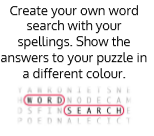 Create your own word
search with your
spellings. Show the
answers to your puzzle in
a different colour.
WORD
SEARCH